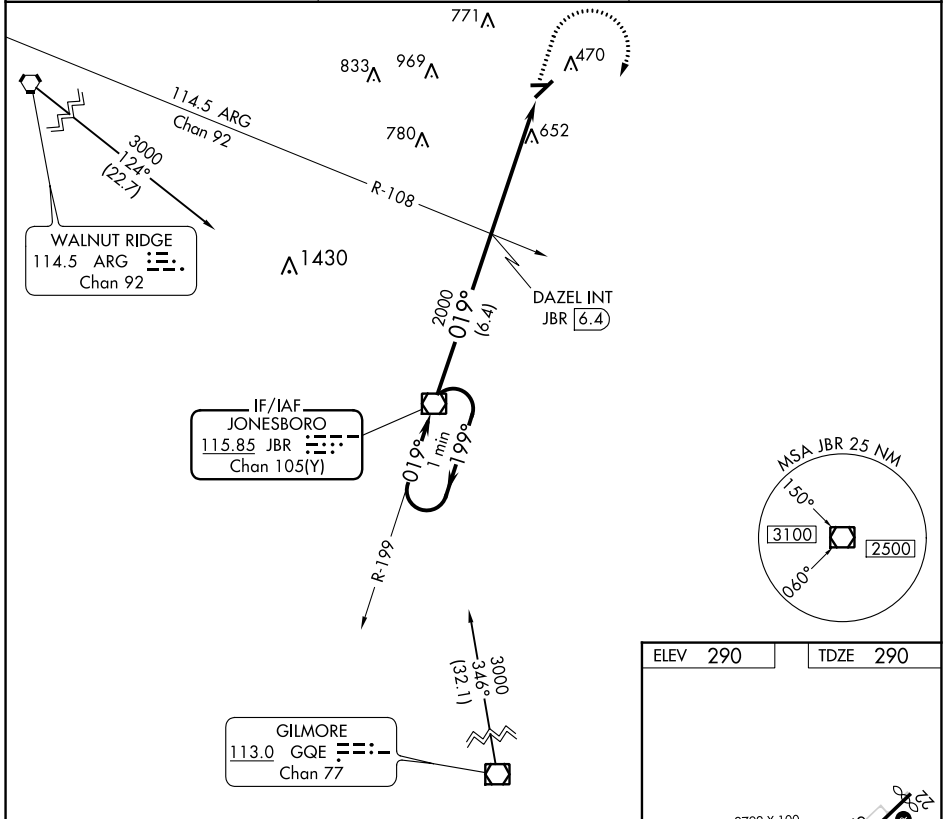 771
833
969
470
114.5 ARG
Chan 92
780
652
3000
124°
(22.7)
R-108
WALNUT RIDGE
114.5 ARG
Chan 92
1430
DAZEL INT
JBR 6.4
2000
019°
(6.4)
IF/IAF
JONESBORO
115.85 JBR
Chan 105(Y)
019°
1 min
199°
R-199
MSA JBR 25 NM
150°
3100
2500
060°
3000
346°
(32.1)
GILMORE
113.0 GQE
Chan 77
ELEV 290
TDZE 290
22